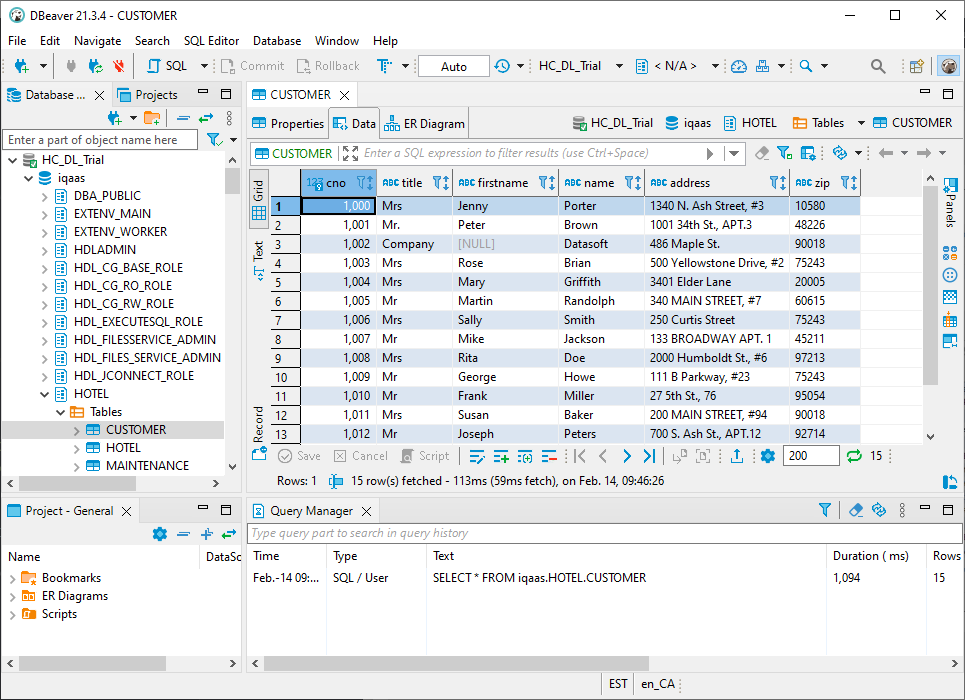 DBeaver 21.3.4 - CUSTOMER
File Edit Navigate Search SQL Editor Database Window Help
SQL Commit Rollback Auto HC_DL_Trial < N/A >
Database ... Projects
Enter a part of object name here
HC_DL_Trial
iqaas
DBA_PUBLIC
EXTENV_MAIN
EXTENV_WORKER
HDLADMIN
HDL_CG_BASE_ROLE
HDL_CG_RO_ROLE
HDL_CG_RW_ROLE
HDL_EXECUTESQL_ROLE
HDL_FILESSERVICE_ADMIN
HDL_FILES_SERVICE_ADMIN
HDL_JCONNECT_ROLE
HOTEL
Tables
CUSTOMER
HOTEL
MAINTENANCE
CUSTOMER
Properties Data ER Diagram HC_DL_Trial iqaas HOTEL Tables CUSTOMER
CUSTOMER Enter a SQL expression to filter results (use Ctrl+Space)
Grid
Text
Record
123 cno ABC title ABC firstname ABC name ABC address ABC zip
1 1,000 Mrs Jenny Porter 1340 N. Ash Street, #3 10580
2 1,001 Mr. Peter Brown 1001 34th St., APT.3 48226
3 1,002 Company [NULL] Datasoft 486 Maple St. 90018
4 1,003 Mrs Rose Brian 500 Yellowstone Drive, #2 75243
5 1,004 Mrs Mary Griffith 3401 Elder Lane 20005
6 1,005 Mr Martin Randolph 340 MAIN STREET, #7 60615
7 1,006 Mrs Sally Smith 250 Curtis Street 75243
8 1,007 Mr Mike Jackson 133 BROADWAY APT. 1 45211
9 1,008 Mrs Rita Doe 2000 Humboldt St., #6 97213
10 1,009 Mr George Howe 111 B Parkway, #23 75243
11 1,010 Mr Frank Miller 27 5th St., 76 95054
12 1,011 Mrs Susan Baker 200 MAIN STREET, #94 90018
13 1,012 Mr Joseph Peters 700 S. Ash St., APT.12 92714
Panels
Save Cancel Script 200 15
Rows: 1 15 row(s) fetched - 113ms (59ms fetch), on Feb. 14, 09:46:26
Project - General
Name DataSc
Bookmarks
ER Diagrams
Scripts
Query Manager
Type query part to search in query history
Time Type Text Duration ( ms) Rows
Feb.-14 09:... SQL / User SELECT * FROM iqaas.HOTEL.CUSTOMER 1,094 15
EST en_CA